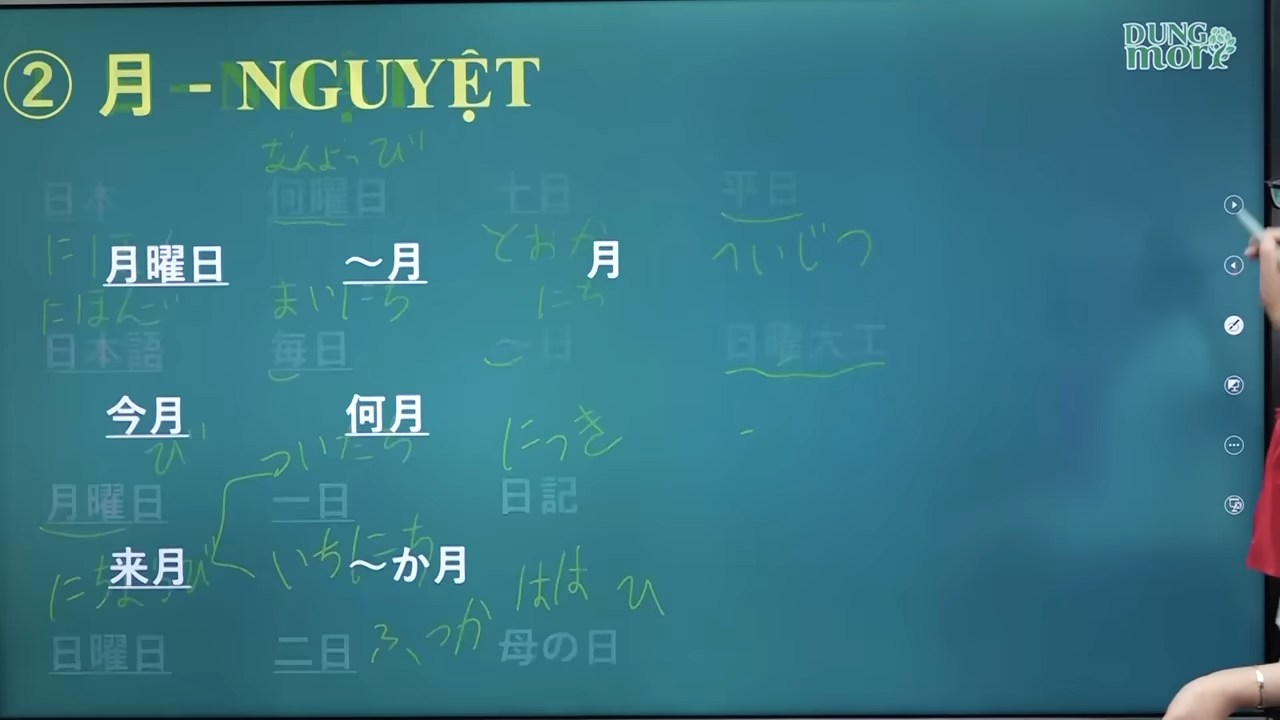 ② 月 - NGUYỆT
DUNG
mori
なんようび
日本 何曜日 十日 平日
とおか へいじつ
月曜日 ～月 月
にほんご まいにち にち
日本語 毎日 ～日 日曜大工
今月 何月
び ついたち にっき
月曜日 一日 日記
来月 いちにち ～か月
はは ひ
日曜日 二日 ふつか 母の日